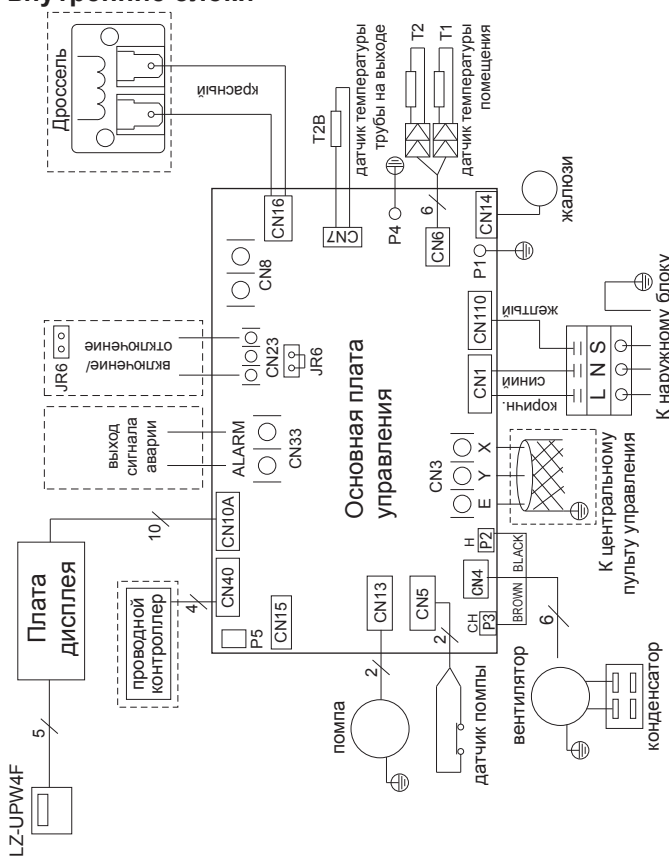 внутренние блоки
LZ-UPW4F
5
Плата
дисплея
10
проводной
контроллер
4
выход
сигнала
аварии
JR6
включение/
отключение
Дроссель
красный
CN40
CN10A
ALARM
CN33
CN23
JR6
CN8
CN16
P5
CN15
Основная плата
управления
T2B
CN7
датчик температуры
трубы на выходе
P4
T2
T1
датчик температуры
помещения
6
CN6
CN14
жалюзи
P1
CN13
2
помпа
CN5
2
датчик помпы
CH
P3
CN4
H
P2
BROWN
BLACK
6
вентилятор
конденсатор
CN3
E
Y
X
К центральному
пульту управления
CN1
CN110
коричн.
синий
желтый
L N S
К наружному блоку